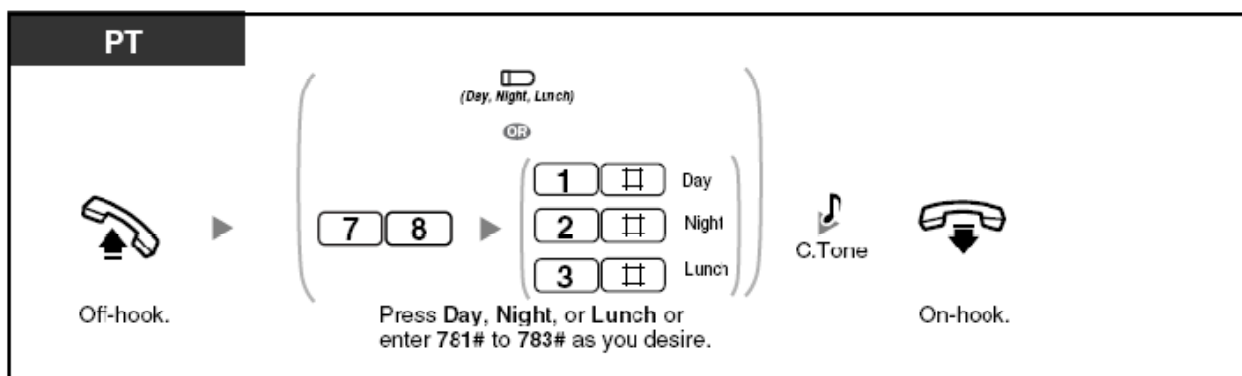 PT
(Day, Night, Lunch)
OR
1 # Day
7 8 2 # Night
3 # Lunch
C.Tone
Off-hook.
Press Day, Night, or Lunch or
enter 781# to 783# as you desire.
On-hook.